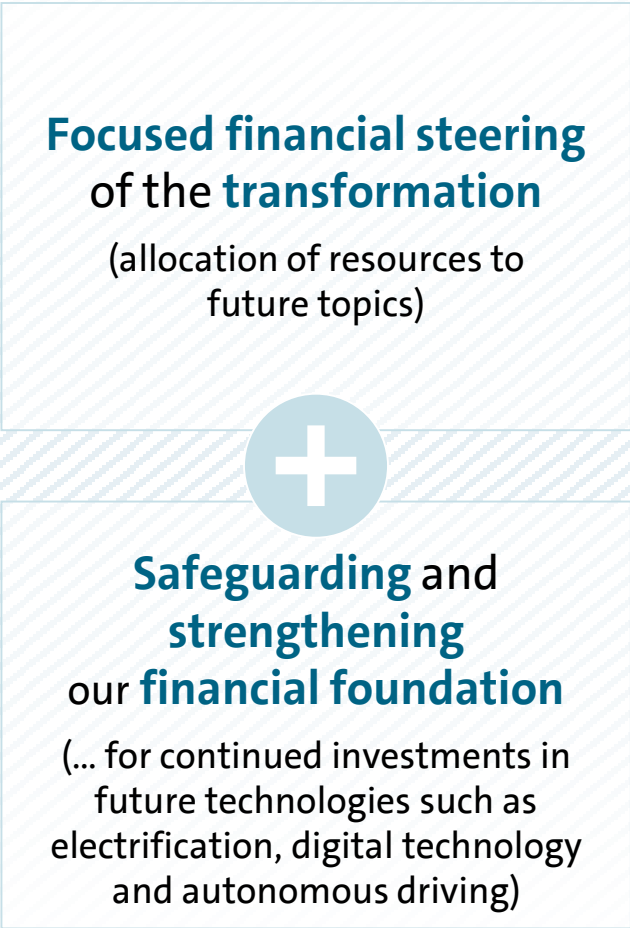 Focused financial steering
of the transformation
(allocation of resources to
future topics)
+
Safeguarding and
strengthening
our financial foundation
(... for continued investments in
future technologies such as
electrification, digital technology
and autonomous driving)